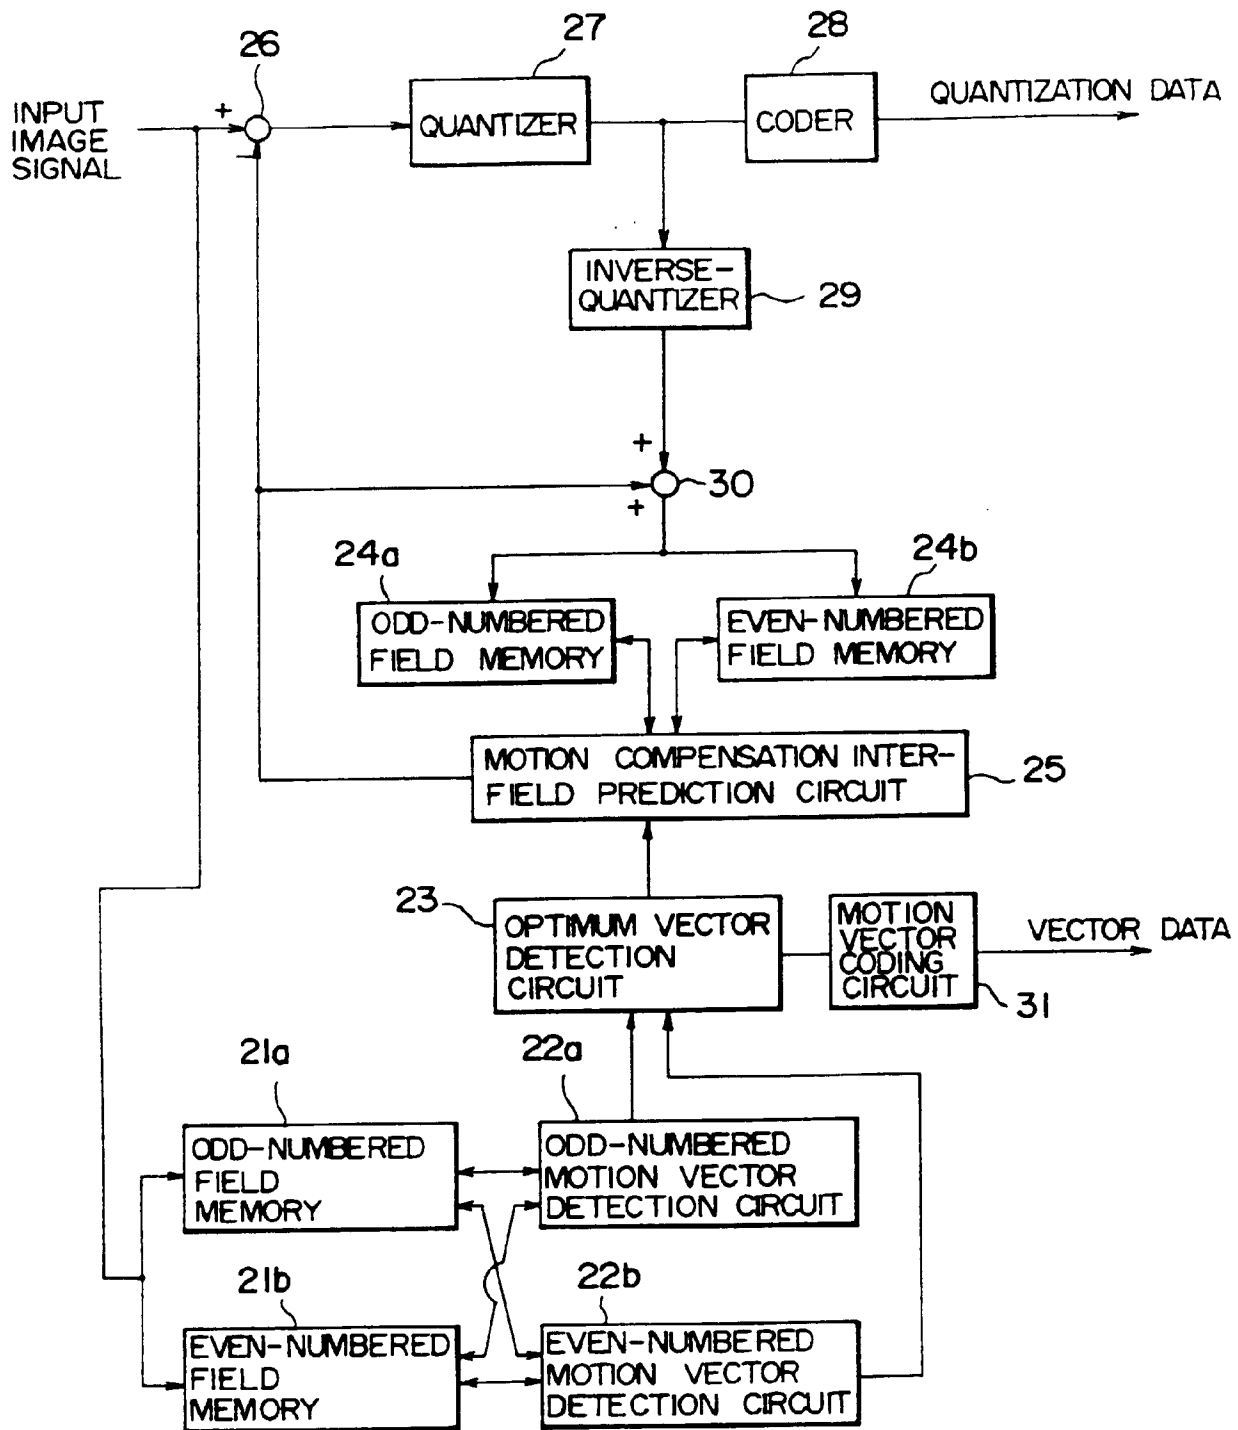 26
27
28
INPUT
IMAGE
SIGNAL
+
−
QUANTIZER
CODER
QUANTIZATION DATA
INVERSE-
QUANTIZER
29
+
+
30
24a
24b
ODD-NUMBERED
FIELD MEMORY
EVEN-NUMBERED
FIELD MEMORY
MOTION COMPENSATION INTER-
FIELD PREDICTION CIRCUIT
25
23
OPTIMUM VECTOR
DETECTION
CIRCUIT
MOTION
VECTOR
CODING
CIRCUIT
VECTOR DATA
31
21a
22a
ODD-NUMBERED
FIELD
MEMORY
ODD-NUMBERED
MOTION VECTOR
DETECTION CIRCUIT
21b
22b
EVEN-NUMBERED
FIELD
MEMORY
EVEN-NUMBERED
MOTION VECTOR
DETECTION CIRCUIT